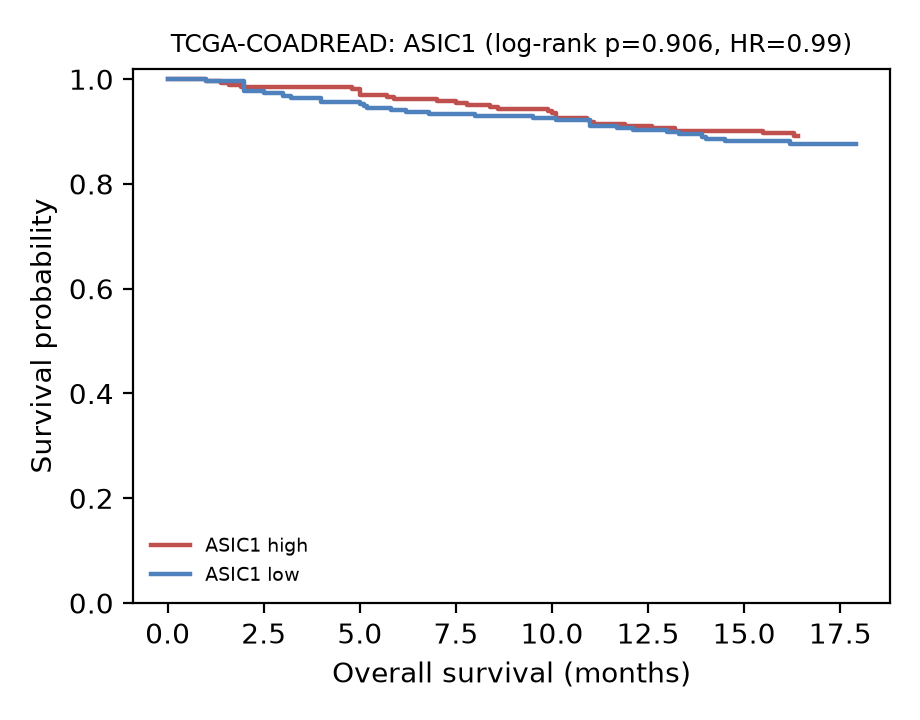 TCGA-COADREAD: ASIC1 (log-rank p=0.906, HR=0.99)
Survival probability
1.0
0.8
0.6
0.4
0.2
0.0
ASIC1 high
ASIC1 low
0.0 2.5 5.0 7.5 10.0 12.5 15.0 17.5
Overall survival (months)